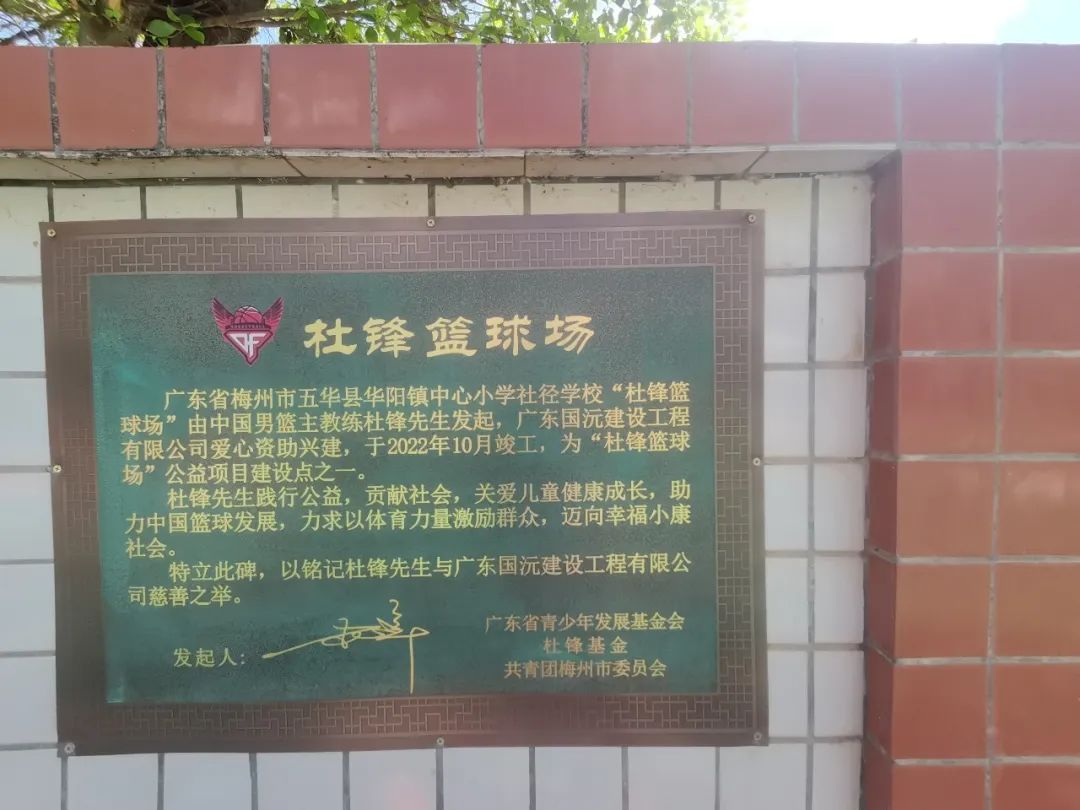 杜锋篮球场
广东省梅州市五华县华阳镇中心小学社径学校“杜锋篮
球场”由中国男篮主教练杜锋先生发起，广东国沅建设工程
有限公司爱心资助兴建，于2022年10月竣工，为“杜锋篮球
场”公益项目建设点之一。
杜锋先生践行公益，贡献社会，关爱儿童健康成长，助
力中国篮球发展，力求以体育力量激励群众，迈向幸福小康
社会。
特立此碑，以铭记杜锋先生与广东国沅建设工程有限公
司慈善之举。
发起人：
广东省青少年发展基金会
杜锋基金
共青团梅州市委员会
DF